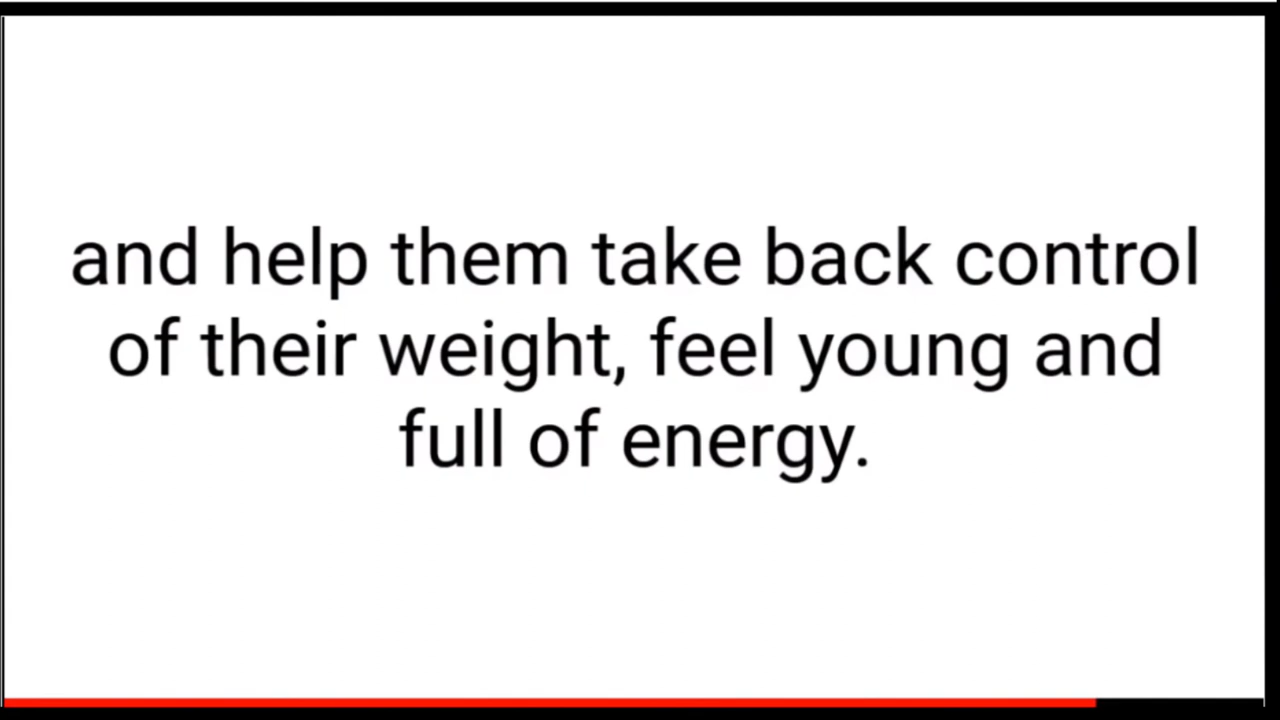 and help them take back control
of their weight, feel young and
full of energy.